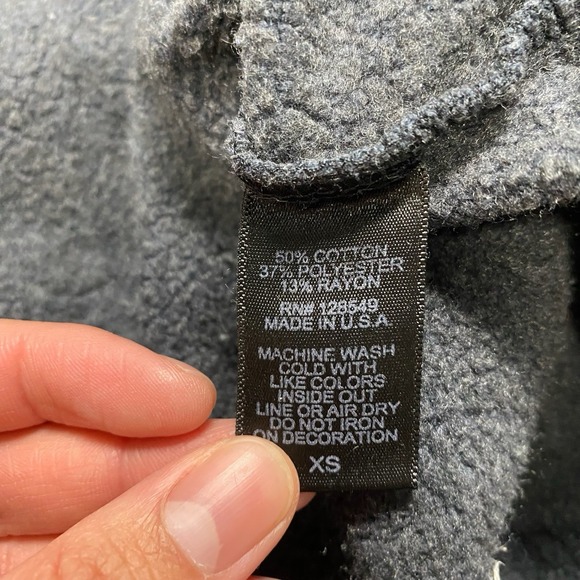 50% COTTON
37% POLYESTER
13% RAYON
RN# 128549
MADE IN U.S.A
MACHINE WASH
COLD WITH
LIKE COLORS
INSIDE OUT
LINE OR AIR DRY
DO NOT IRON
ON DECORATION
XS